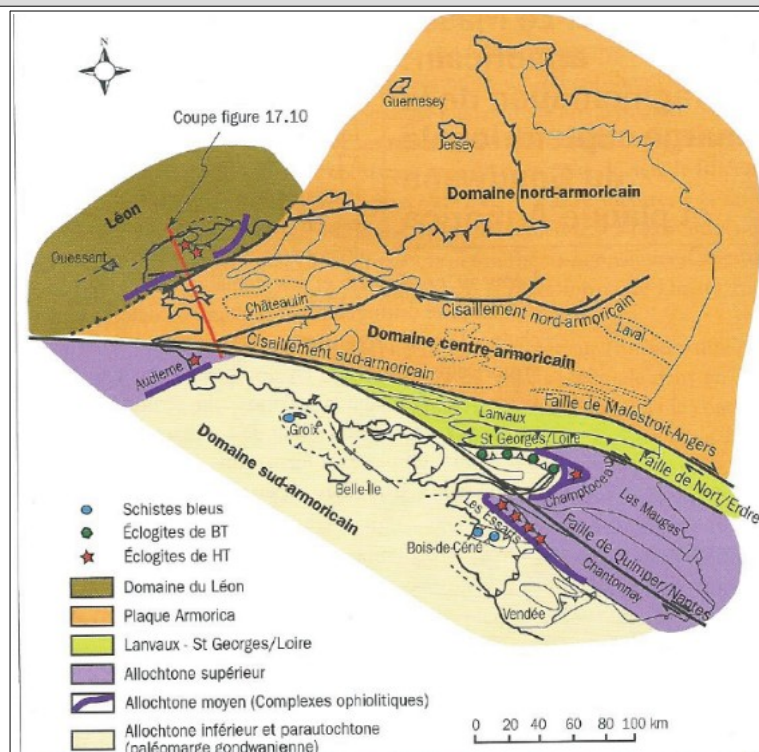 Guernesey
Coupe figure 17.10
Jersey
Domaine nord-armoricain
Léon
Ouessant
Cisaillement nord-armoricain
Châteaulin
Laval
Domaine centre-armoricain
Cisaillement sud-armoricain
Audierne
Faille de Malestroit-Angers
Lanvaux
St Georges/Loire
Faille de Nort/Erdre
Groix
Domaine sud-armoricain
Belle-Ile
Champtoceaux
Les Mauges
Les Essarts
Faille de Quimper/Nantes
Bois-de-Céné
Chantonnay
Vendée
Schistes bleus
Éclogites de BT
Éclogites de HT
Domaine du Léon
Plaque Armorica
Lanvaux - St Georges/Loire
Allochtone supérieur
Allochtone moyen (Complexes ophiolitiques)
Allochtone inférieur et parautochtone
(paléomarge gondwanienne)
0 20 40 60 80 100 km